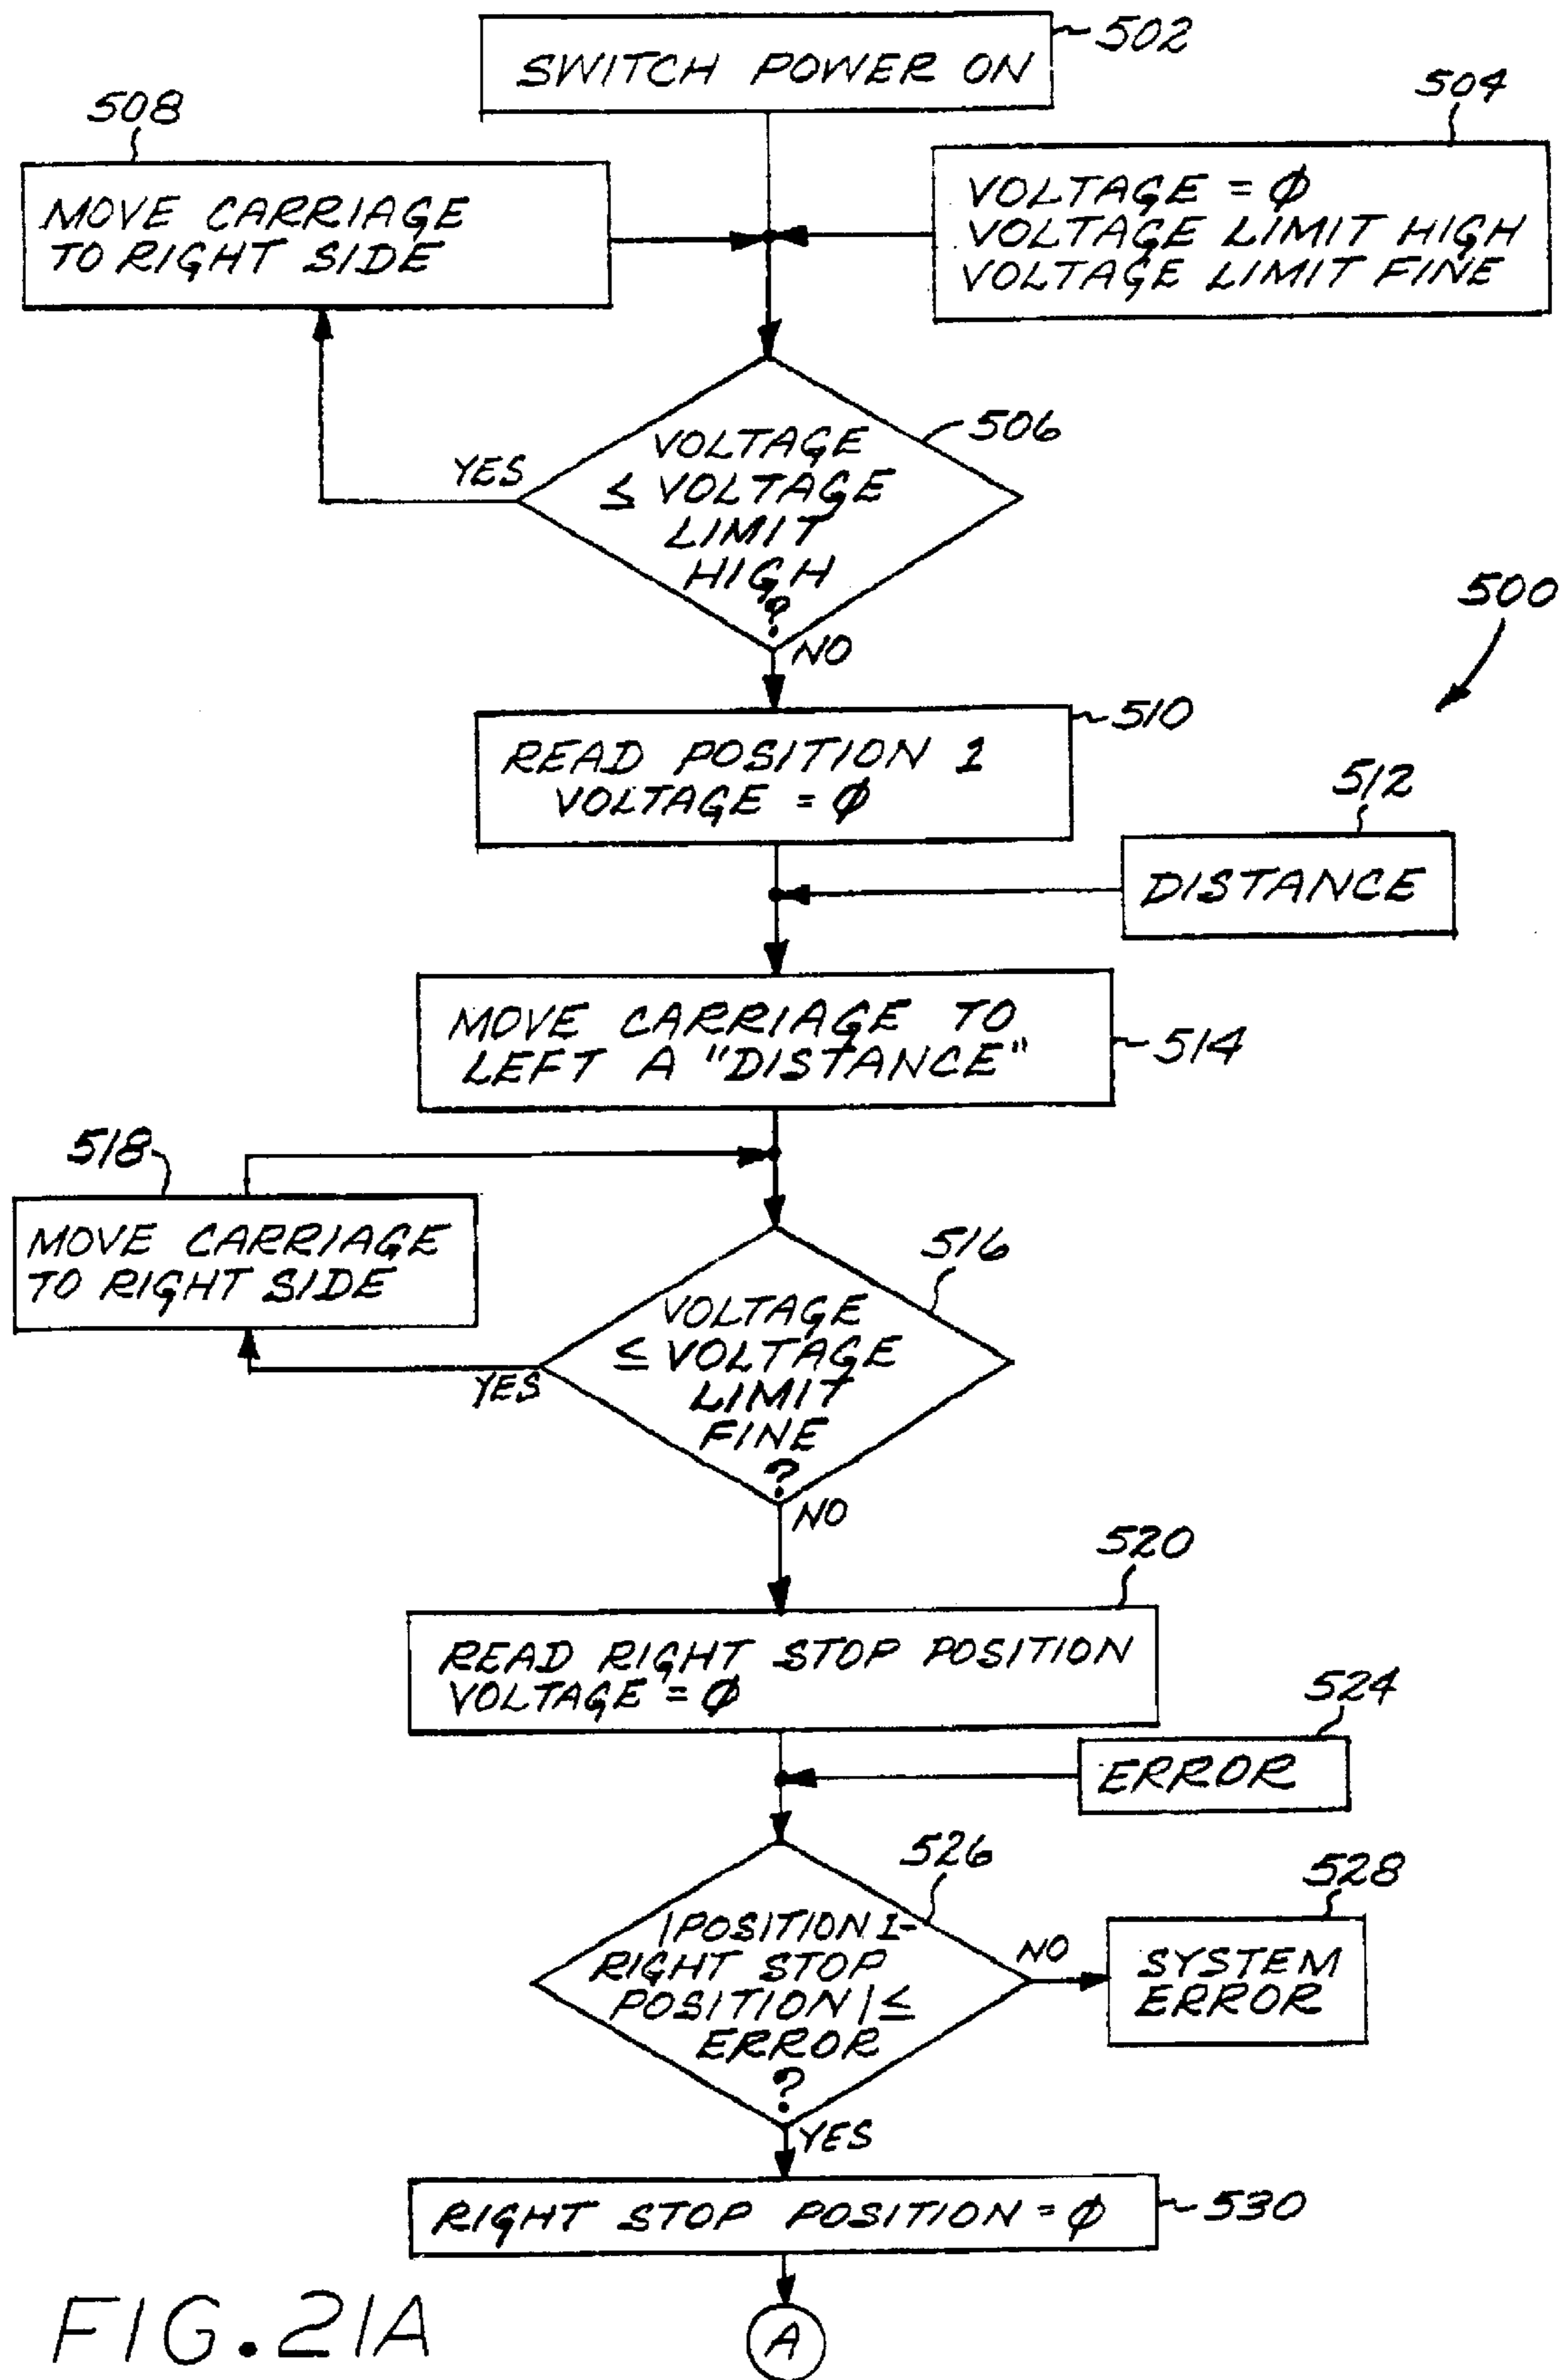 502
SWITCH POWER ON
504
508
MOVE CARRIAGE
TO RIGHT SIDE
VOLTAGE = ϕ
VOLTAGE LIMIT HIGH
VOLTAGE LIMIT FINE
506
YES
VOLTAGE
≤ VOLTAGE
LIMIT
HIGH
?
NO
500
510
READ POSITION 1
VOLTAGE = ϕ
512
DISTANCE
MOVE CARRIAGE TO
LEFT A "DISTANCE"
514
518
MOVE CARRIAGE
TO RIGHT SIDE
516
VOLTAGE
≤ VOLTAGE
LIMIT
FINE
?
YES
NO
520
READ RIGHT STOP POSITION
VOLTAGE = ϕ
524
ERROR
526
|POSITION 1-
RIGHT STOP
POSITION| ≤
ERROR
?
NO
528
SYSTEM
ERROR
YES
RIGHT STOP POSITION = ϕ
530
A
FIG. 21A